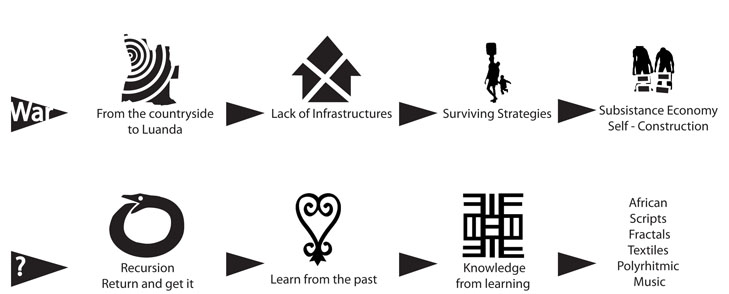 War
From the countryside
to Luanda
Lack of Infrastructures
Surviving Strategies
Subsistance Economy
Self - Construction
?
Recursion
Return and get it
Learn from the past
Knowledge
from learning
African
Scripts
Fractals
Textiles
Polyrhitmic
Music